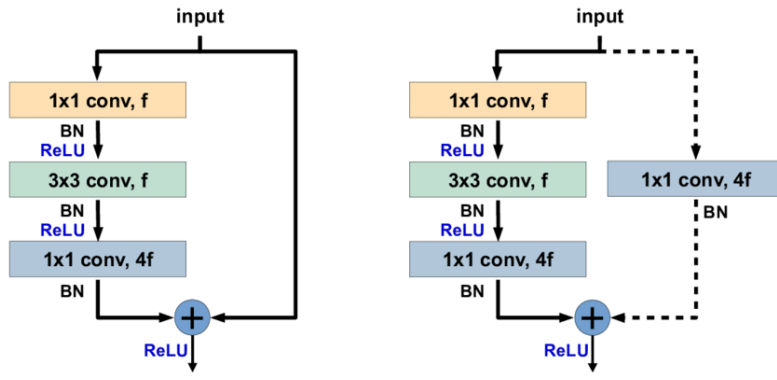 input
1x1 conv, f
BN
ReLU
3x3 conv, f
BN
ReLU
1x1 conv, 4f
BN
+
ReLU
input
1x1 conv, f
BN
ReLU
3x3 conv, f
BN
ReLU
1x1 conv, 4f
BN
1x1 conv, 4f
BN
+
ReLU